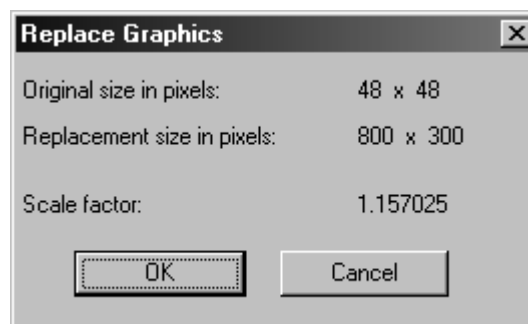 Replace Graphics
Original size in pixels: 48 x 48
Replacement size in pixels: 800 x 300
Scale factor: 1.157025
OK Cancel